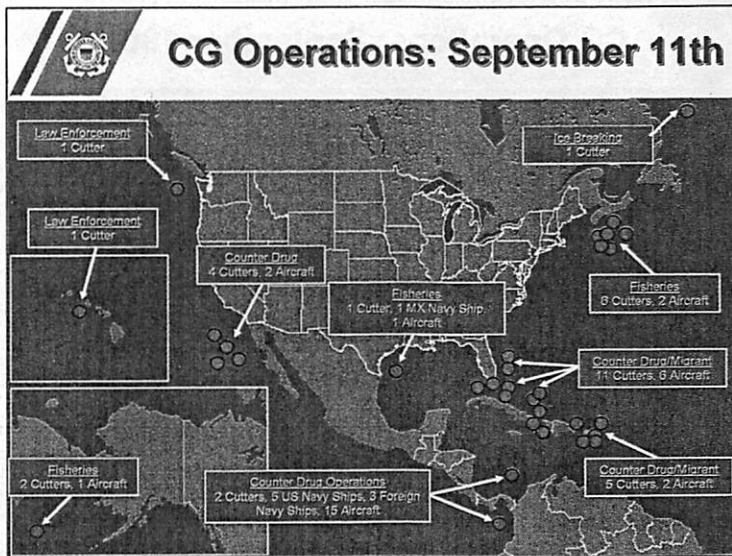 CG Operations: September 11th
Law Enforcement
1 Cutter
Ice Breaking
1 Cutter
Law Enforcement
1 Cutter
Counter Drug
4 Cutters, 2 Aircraft
Fisheries
1 Cutter, 1 MX Navy Ship,
1 Aircraft
Fisheries
6 Cutters, 2 Aircraft
Counter Drug/Migrant
11 Cutters, 6 Aircraft
Fisheries
2 Cutters, 1 Aircraft
Counter Drug Operations
2 Cutters, 5 US Navy Ships, 3 Foreign
Navy Ships, 15 Aircraft
Counter Drug/Migrant
5 Cutters, 2 Aircraft